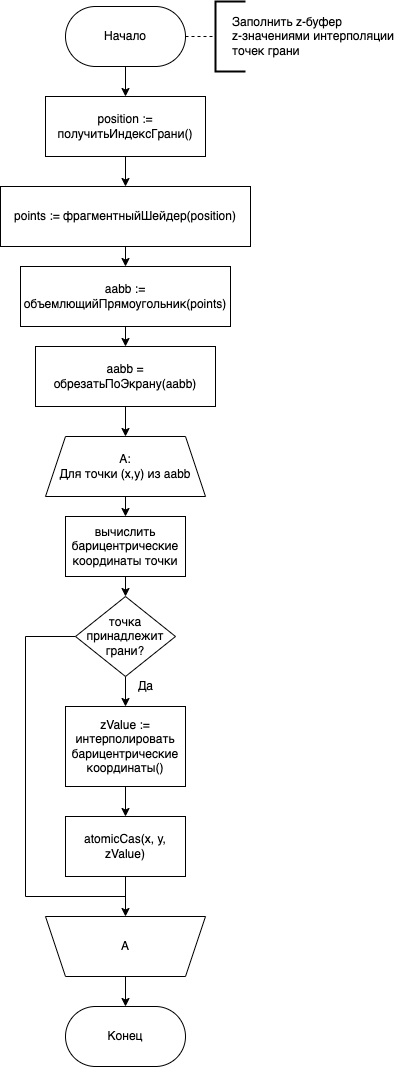 Начало
Заполнить z-буфер
z-значениями интерполяции
точек грани
position :=
получитьИндексГрани()
points := фрагментныйШейдер(position)
aabb :=
объемлющийПрямоугольник(points)
aabb =
обрезатьПоЭкрану(aabb)
A:
Для точки (x,y) из aabb
вычислить
барицентрические
координаты точки
точка
принадлежит
грани?
Да
zValue :=
интерполировать
барицентрические
координаты()
atomicCas(x, y,
zValue)
A
Конец